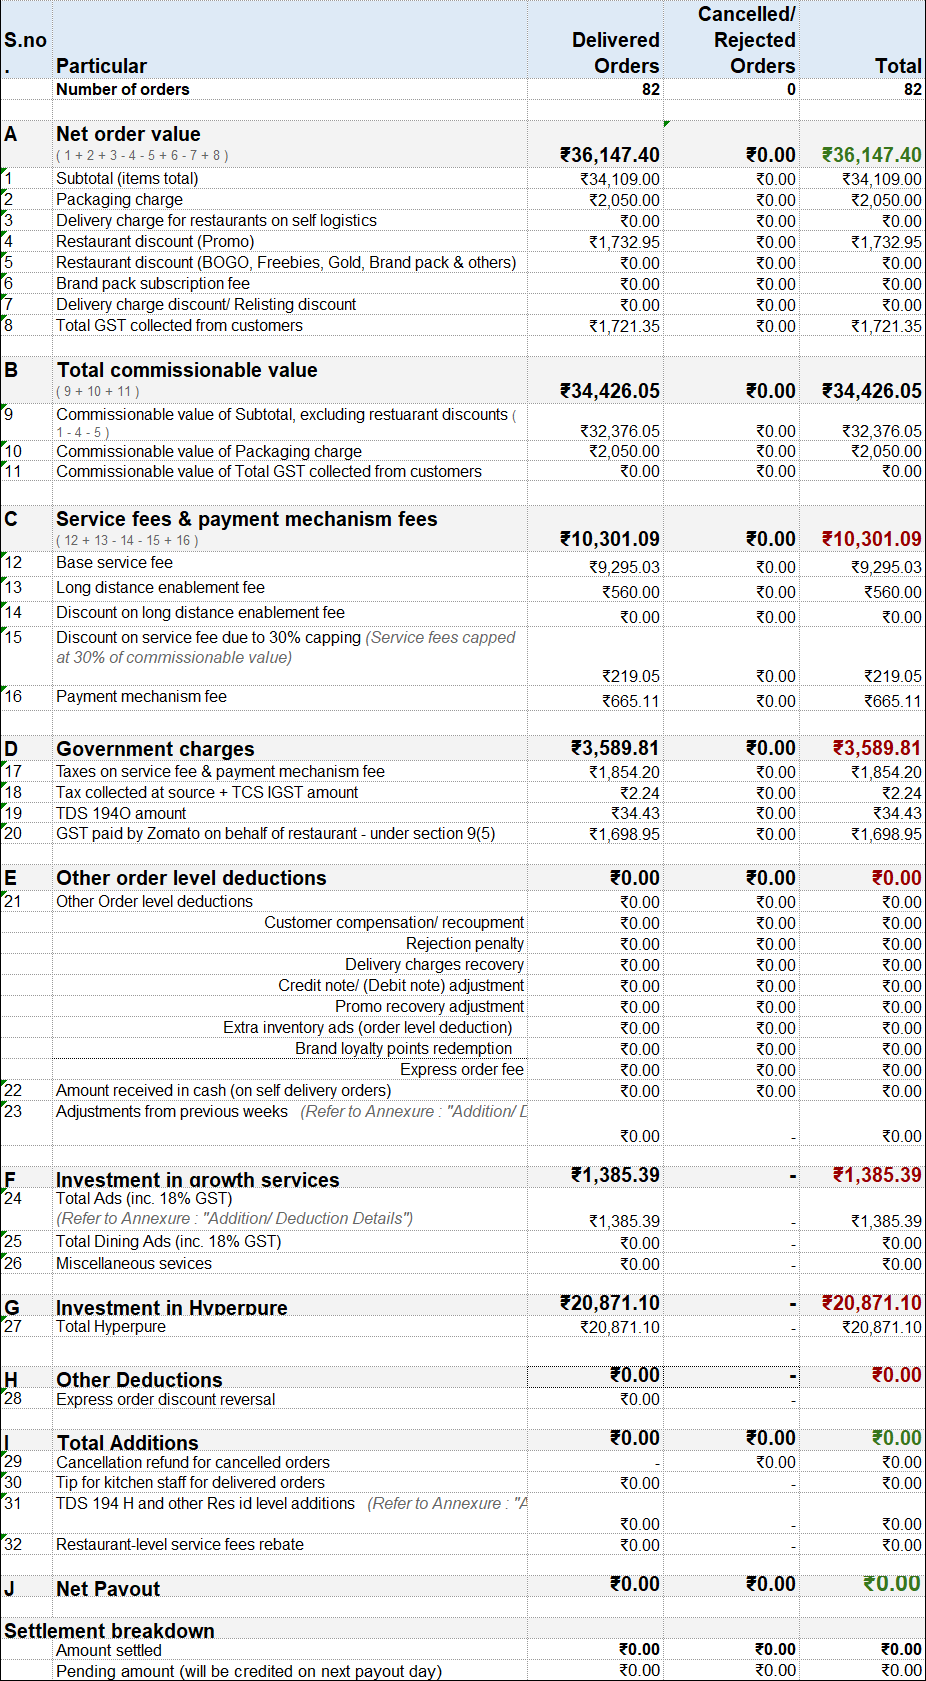 S.no. Particular Delivered Orders Cancelled/ Rejected Orders Total
Number of orders 82 0 82
A Net order value
( 1 + 2 + 3 - 4 - 5 + 6 - 7 + 8 ) ₹36,147.40 ₹0.00 ₹36,147.40
1 Subtotal (items total) ₹34,109.00 ₹0.00 ₹34,109.00
2 Packaging charge ₹2,050.00 ₹0.00 ₹2,050.00
3 Delivery charge for restaurants on self logistics ₹0.00 ₹0.00 ₹0.00
4 Restaurant discount (Promo) ₹1,732.95 ₹0.00 ₹1,732.95
5 Restaurant discount (BOGO, Freebies, Gold, Brand pack & others) ₹0.00 ₹0.00 ₹0.00
6 Brand pack subscription fee ₹0.00 ₹0.00 ₹0.00
7 Delivery charge discount/ Relisting discount ₹0.00 ₹0.00 ₹0.00
8 Total GST collected from customers ₹1,721.35 ₹0.00 ₹1,721.35
B Total commissionable value
( 9 + 10 + 11 ) ₹34,426.05 ₹0.00 ₹34,426.05
9 Commissionable value of Subtotal, excluding restuarant discounts (
1 - 4 - 5 ) ₹32,376.05 ₹0.00 ₹32,376.05
10 Commissionable value of Packaging charge ₹2,050.00 ₹0.00 ₹2,050.00
11 Commissionable value of Total GST collected from customers ₹0.00 ₹0.00 ₹0.00
C Service fees & payment mechanism fees
( 12 + 13 - 14 - 15 + 16 ) ₹10,301.09 ₹0.00 ₹10,301.09
12 Base service fee ₹9,295.03 ₹0.00 ₹9,295.03
13 Long distance enablement fee ₹560.00 ₹0.00 ₹560.00
14 Discount on long distance enablement fee ₹0.00 ₹0.00 ₹0.00
15 Discount on service fee due to 30% capping (Service fees capped
at 30% of commissionable value)
₹219.05 ₹0.00 ₹219.05
16 Payment mechanism fee ₹665.11 ₹0.00 ₹665.11
D Government charges ₹3,589.81 ₹0.00 ₹3,589.81
17 Taxes on service fee & payment mechanism fee ₹1,854.20 ₹0.00 ₹1,854.20
18 Tax collected at source + TCS IGST amount ₹2.24 ₹0.00 ₹2.24
19 TDS 194O amount ₹34.43 ₹0.00 ₹34.43
20 GST paid by Zomato on behalf of restaurant - under section 9(5) ₹1,698.95 ₹0.00 ₹1,698.95
E Other order level deductions ₹0.00 ₹0.00 ₹0.00
21 Other Order level deductions ₹0.00 ₹0.00 ₹0.00
Customer compensation/ recoupment ₹0.00 ₹0.00 ₹0.00
Rejection penalty ₹0.00 ₹0.00 ₹0.00
Delivery charges recovery ₹0.00 ₹0.00 ₹0.00
Credit note/ (Debit note) adjustment ₹0.00 ₹0.00 ₹0.00
Promo recovery adjustment ₹0.00 ₹0.00 ₹0.00
Extra inventory ads (order level deduction) ₹0.00 ₹0.00 ₹0.00
Brand loyalty points redemption ₹0.00 ₹0.00 ₹0.00
Express order fee ₹0.00 ₹0.00 ₹0.00
22 Amount received in cash (on self delivery orders) ₹0.00 ₹0.00 ₹0.00
23 Adjustments from previous weeks (Refer to Annexure : "Addition/ D
₹0.00 - ₹0.00
F Investment in growth services ₹1,385.39 - ₹1,385.39
24 Total Ads (inc. 18% GST)
(Refer to Annexure : "Addition/ Deduction Details") ₹1,385.39 - ₹1,385.39
25 Total Dining Ads (inc. 18% GST) ₹0.00 - ₹0.00
26 Miscellaneous sevices ₹0.00 - ₹0.00
G Investment in Hyperpure ₹20,871.10 - ₹20,871.10
27 Total Hyperpure ₹20,871.10 - ₹20,871.10
H Other Deductions ₹0.00 - ₹0.00
28 Express order discount reversal ₹0.00 -
I Total Additions ₹0.00 ₹0.00 ₹0.00
29 Cancellation refund for cancelled orders - ₹0.00 ₹0.00
30 Tip for kitchen staff for delivered orders ₹0.00 - ₹0.00
31 TDS 194 H and other Res id level additions (Refer to Annexure : "A
₹0.00 - ₹0.00
32 Restaurant-level service fees rebate ₹0.00 - ₹0.00
J Net Payout ₹0.00 ₹0.00 ₹0.00
Settlement breakdown
Amount settled ₹0.00 ₹0.00 ₹0.00
Pending amount (will be credited on next payout day) ₹0.00 ₹0.00 ₹0.00